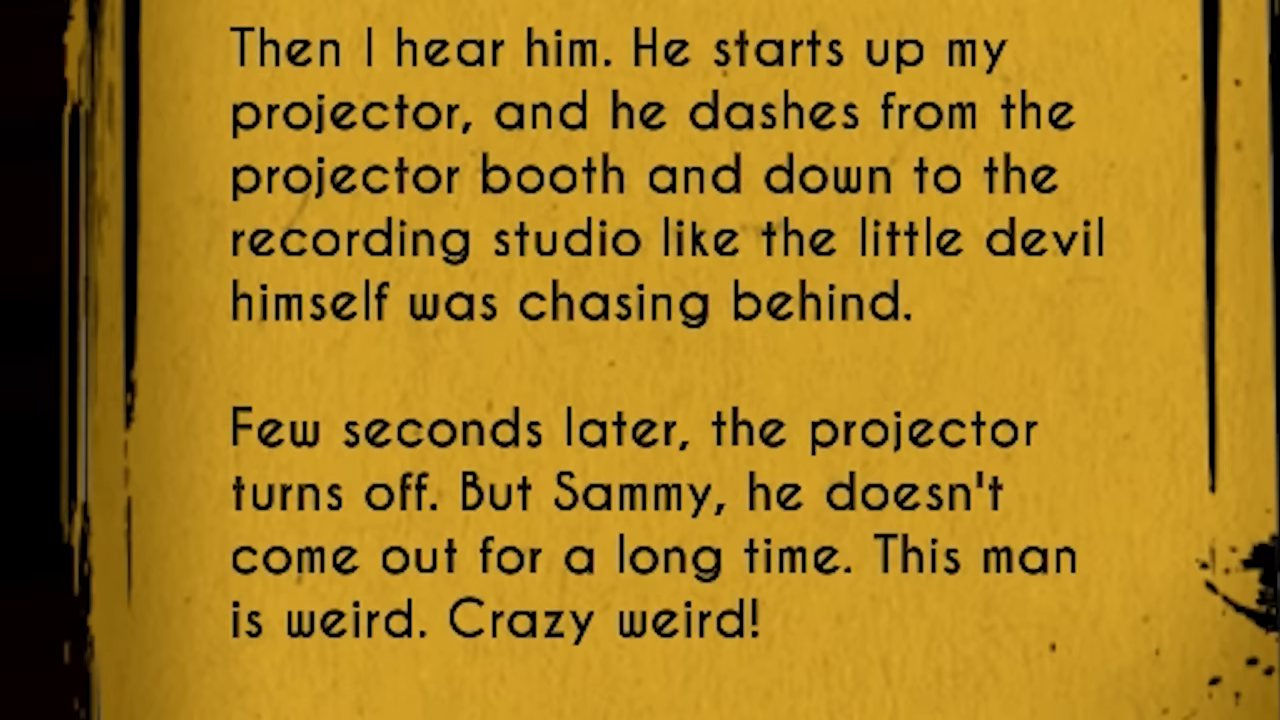 Then I hear him. He starts up my
projector, and he dashes from the
projector booth and down to the
recording studio like the little devil
himself was chasing behind.
Few seconds later, the projector
turns off. But Sammy, he doesn't
come out for a long time. This man
is weird. Crazy weird!